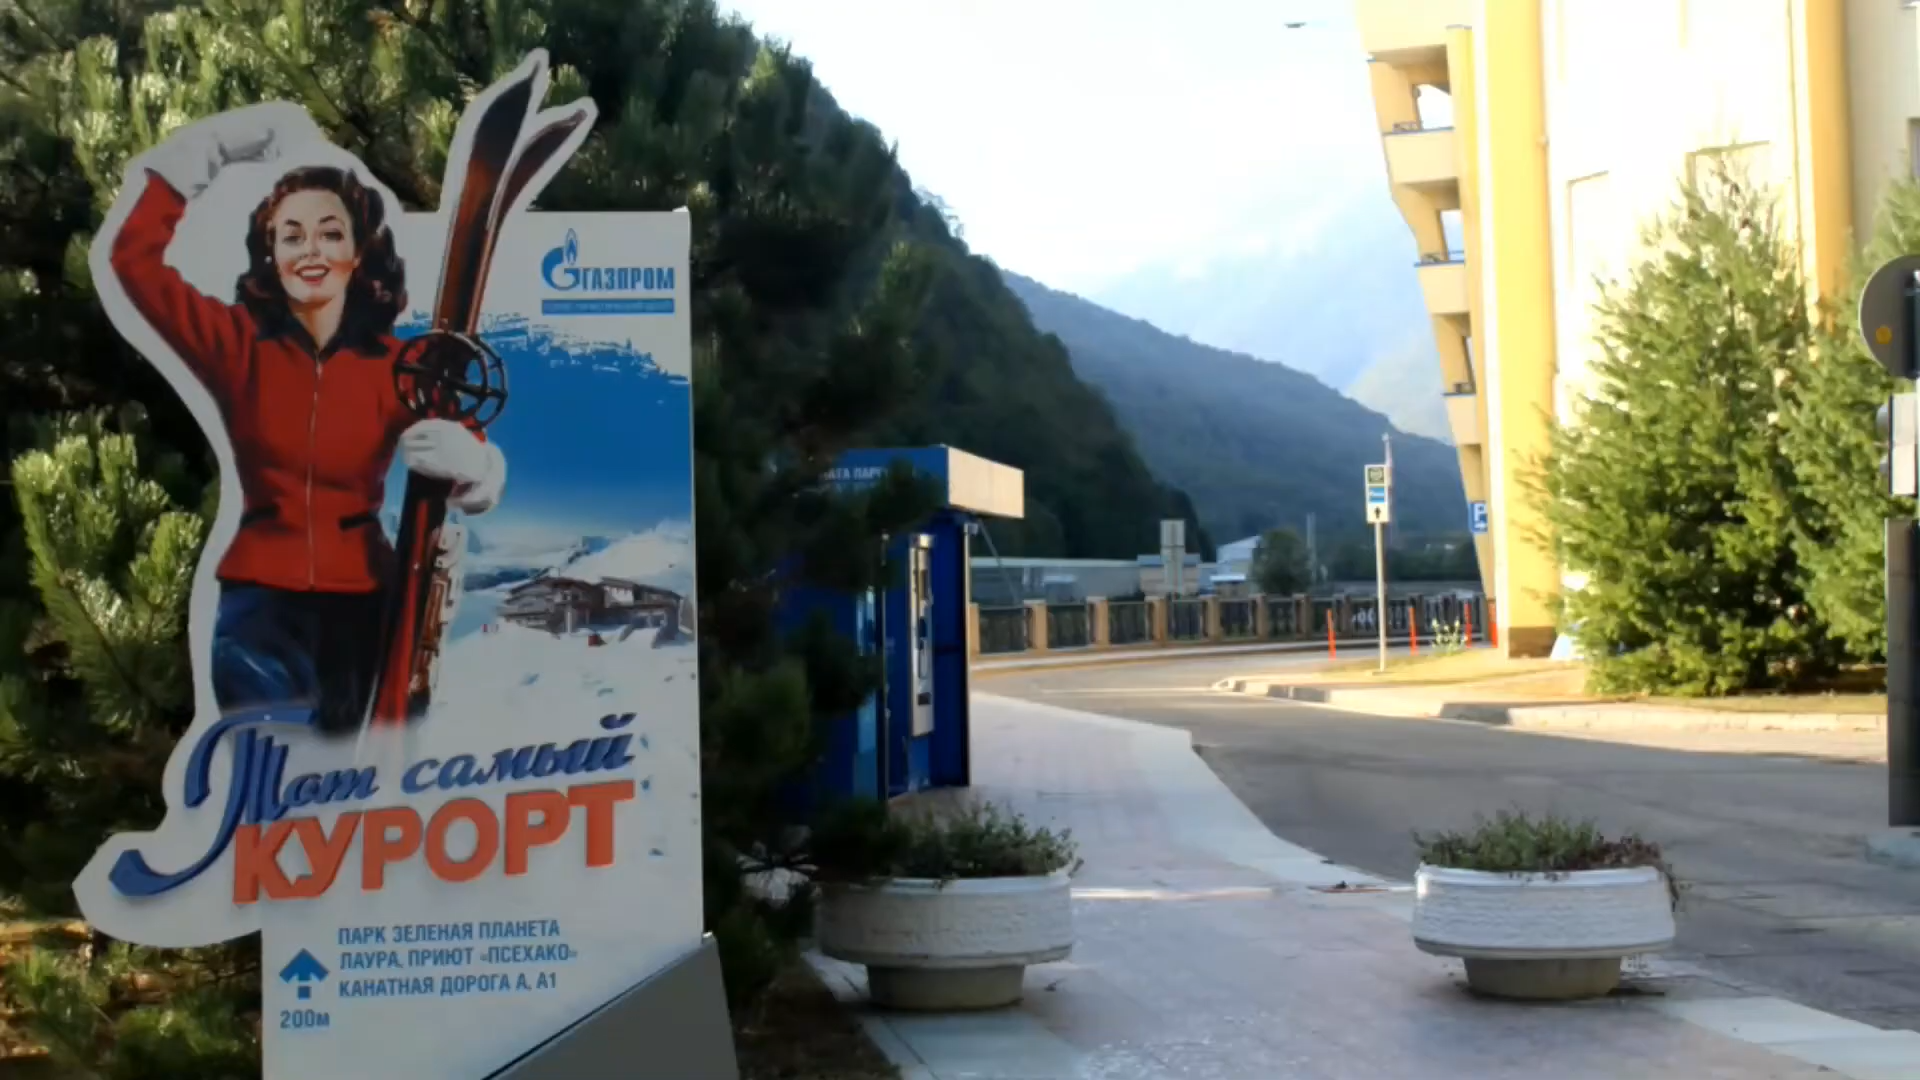 ГАЗПРОМ
Тот самый
КУРОРТ
ПАРК ЗЕЛЕНАЯ ПЛАНЕТА
ЛАУРА, ПРИЮТ «ПСЕХАКО»
КАНАТНАЯ ДОРОГА А, А1
200м
P